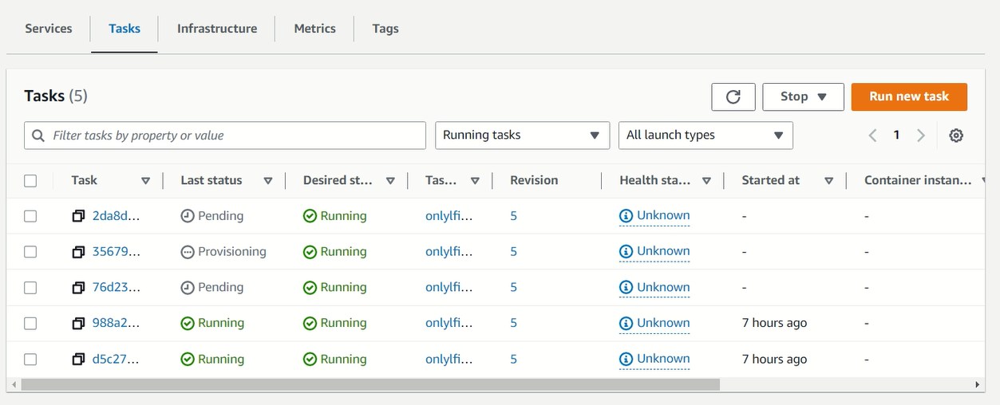 Services Tasks Infrastructure Metrics Tags
Tasks (5) Stop Run new task
Filter tasks by property or value Running tasks All launch types 1
Task Last status Desired st... Tas... Revision Health sta... Started at Container instan...
2da8d... Pending Running onlylfi... 5 Unknown - -
35679... Provisioning Running onlylfi... 5 Unknown - -
76d23... Pending Running onlylfi... 5 Unknown - -
988a2... Running Running onlylfi... 5 Unknown 7 hours ago -
d5c27... Running Running onlylfi... 5 Unknown 7 hours ago -